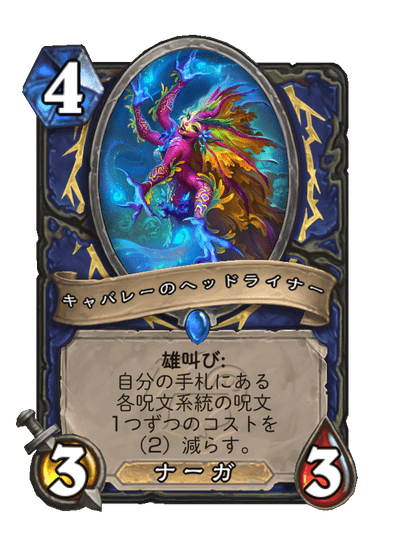 4
キャバレーのヘッドライナー
雄叫び:
自分の手札にある
各呪文系統の呪文
1つずつのコストを
（2）減らす。
3
ナーガ
3